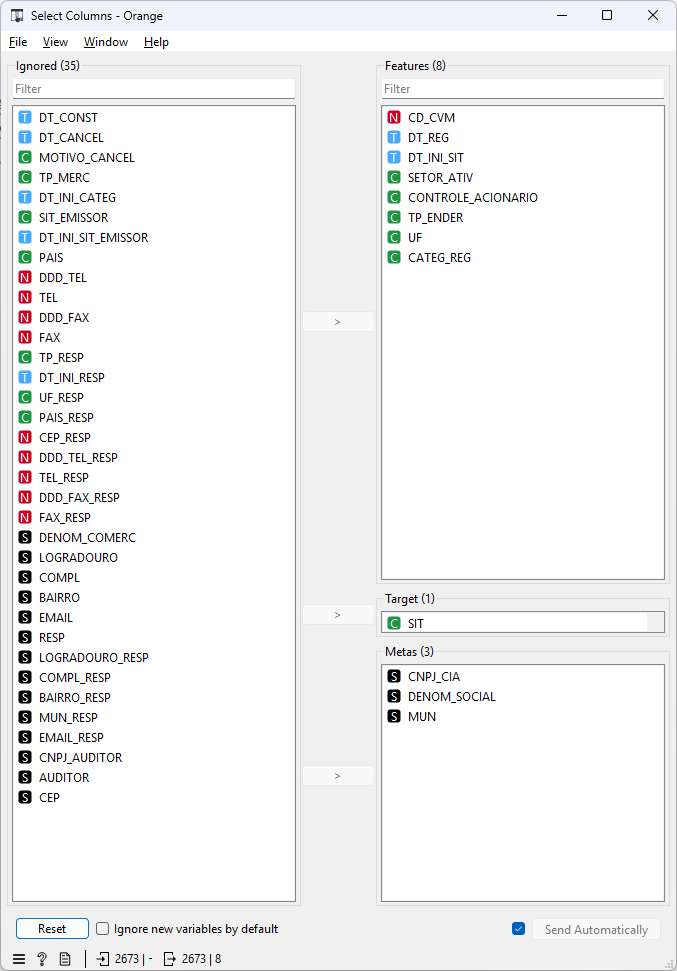 Select Columns - Orange
File View Window Help
Ignored (35)
Filter
T DT_CONST
T DT_CANCEL
C MOTIVO_CANCEL
C TP_MERC
T DT_INI_CATEG
C SIT_EMISSOR
T DT_INI_SIT_EMISSOR
C PAIS
N DDD_TEL
N TEL
N DDD_FAX
N FAX
C TP_RESP
T DT_INI_RESP
C UF_RESP
C PAIS_RESP
N CEP_RESP
N DDD_TEL_RESP
N TEL_RESP
N DDD_FAX_RESP
N FAX_RESP
S DENOM_COMERC
S LOGRADOURO
S COMPL
S BAIRRO
S EMAIL
S RESP
S LOGRADOURO_RESP
S COMPL_RESP
S BAIRRO_RESP
S MUN_RESP
S EMAIL_RESP
S CNPJ_AUDITOR
S AUDITOR
S CEP
>
>
>
Features (8)
Filter
N CD_CVM
T DT_REG
T DT_INI_SIT
C SETOR_ATIV
C CONTROLE_ACIONARIO
C TP_ENDER
C UF
C CATEG_REG
Target (1)
C SIT
Metas (3)
S CNPJ_CIA
S DENOM_SOCIAL
S MUN
Reset Ignore new variables by default Send Automatically
? 2673 | - 2673 | 8